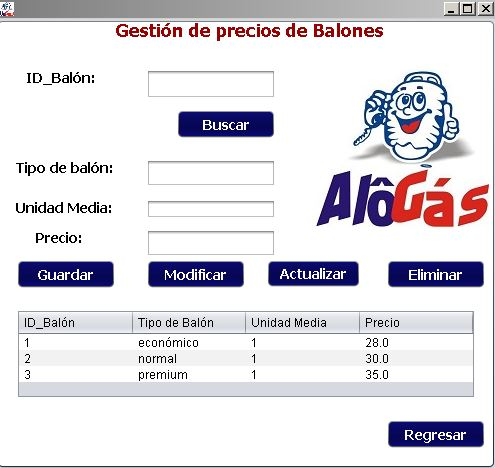 Gestión de precios de Balones
ID_Balón:
Buscar
Tipo de balón:
Unidad Media:
Precio:
AlôGás
Guardar Modificar Actualizar Eliminar
ID_Balón Tipo de Balón Unidad Media Precio
1 económico 1 28.0
2 normal 1 30.0
3 premium 1 35.0
Regresar